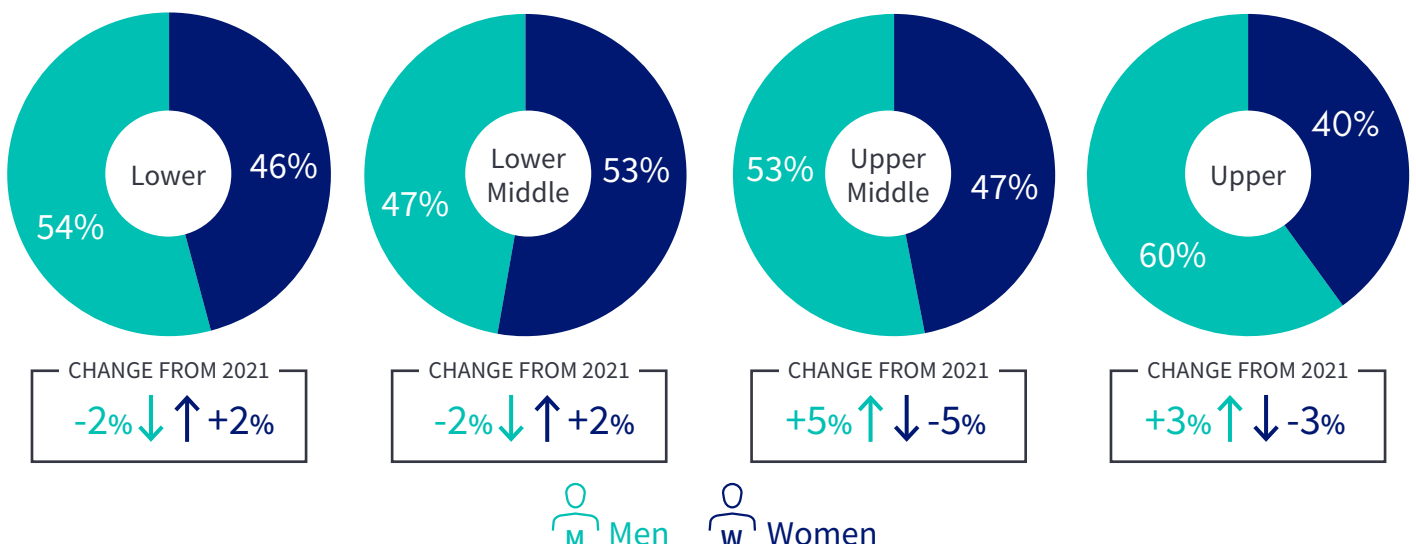 Lower
54%
46%
CHANGE FROM 2021
-2% +2%
Lower
Middle
47%
53%
CHANGE FROM 2021
-2% +2%
Upper
Middle
53%
47%
CHANGE FROM 2021
+5% -5%
Upper
60%
40%
CHANGE FROM 2021
+3% -3%
M Men
W Women